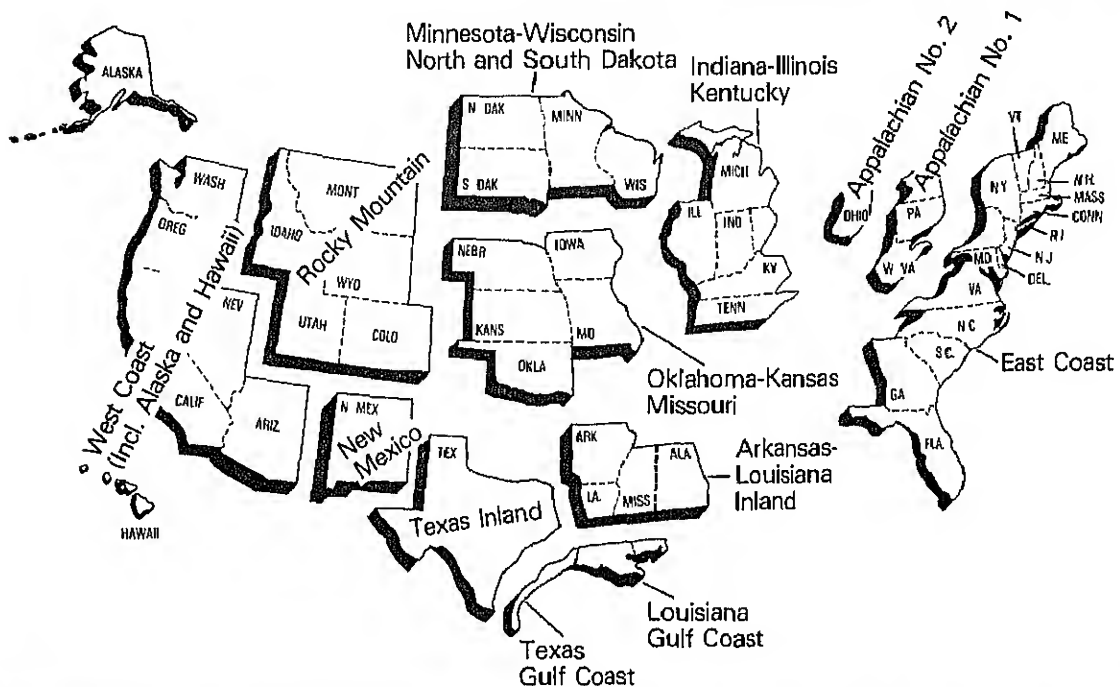 Minnesota-Wisconsin
North and South Dakota
Indiana-Illinois
Kentucky
Appalachian No. 2
Appalachian No. 1
ALASKA
WASH
OREG
NEV
CALIF
ARIZ
West Coast
(Incl. Alaska and Hawaii)
HAWAII
MONT
IDAHO
WYO
UTAH
COLO
Rocky Mountain
N DAK
MINN
S DAK
WIS
NEBR
IOWA
KANS
MO
OKLA
Oklahoma-Kansas
Missouri
MICH
ILL
IND
KY
TENN
OHIO
PA
W VA
VT
ME
NY
N.H.
MASS
CONN
RI
NJ
MD
DEL
VA
N C
S.C.
GA
FLA.
East Coast
N MEX
New
Mexico
TEX
Texas Inland
ARK
ALA
LA.
MISS
Arkansas-
Louisiana
Inland
Louisiana
Gulf Coast
Texas
Gulf Coast